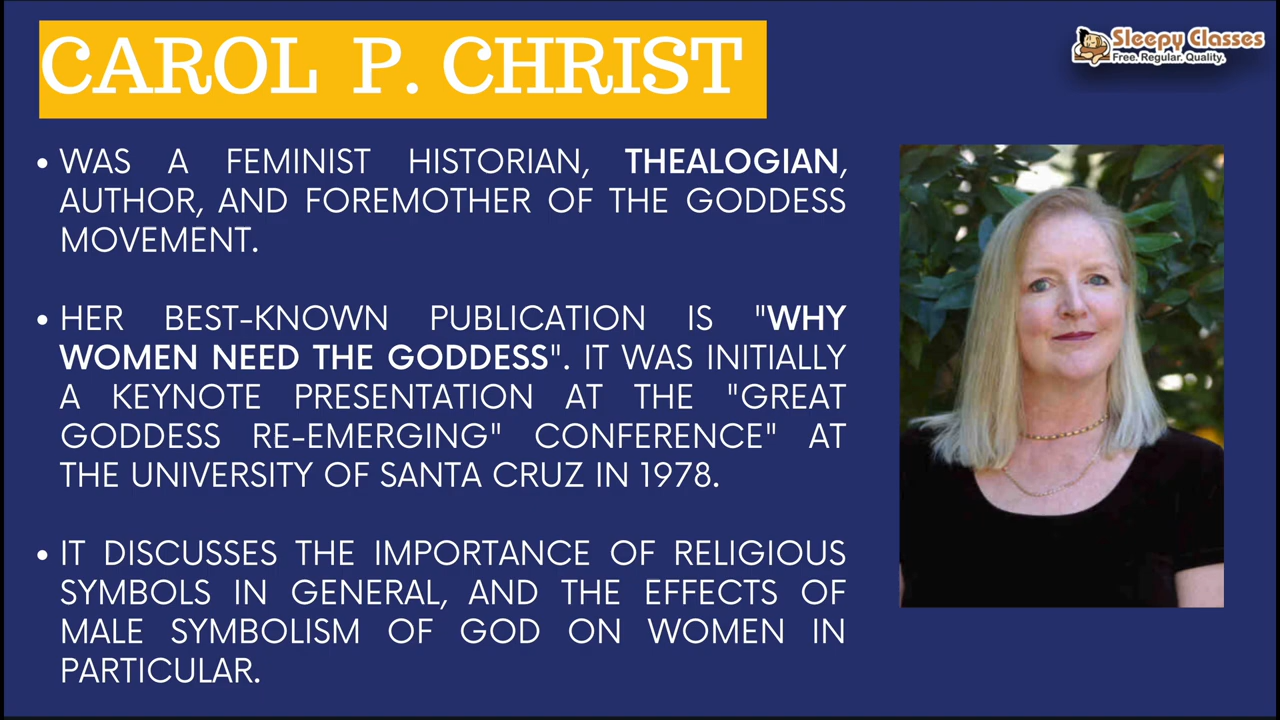 CAROL P. CHRIST
Sleepy Classes
Free. Regular. Quality.
• WAS A FEMINIST HISTORIAN, THEALOGIAN,
AUTHOR, AND FOREMOTHER OF THE GODDESS
MOVEMENT.
• HER BEST-KNOWN PUBLICATION IS "WHY
WOMEN NEED THE GODDESS". IT WAS INITIALLY
A KEYNOTE PRESENTATION AT THE "GREAT
GODDESS RE-EMERGING" CONFERENCE" AT
THE UNIVERSITY OF SANTA CRUZ IN 1978.
• IT DISCUSSES THE IMPORTANCE OF RELIGIOUS
SYMBOLS IN GENERAL, AND THE EFFECTS OF
MALE SYMBOLISM OF GOD ON WOMEN IN
PARTICULAR.